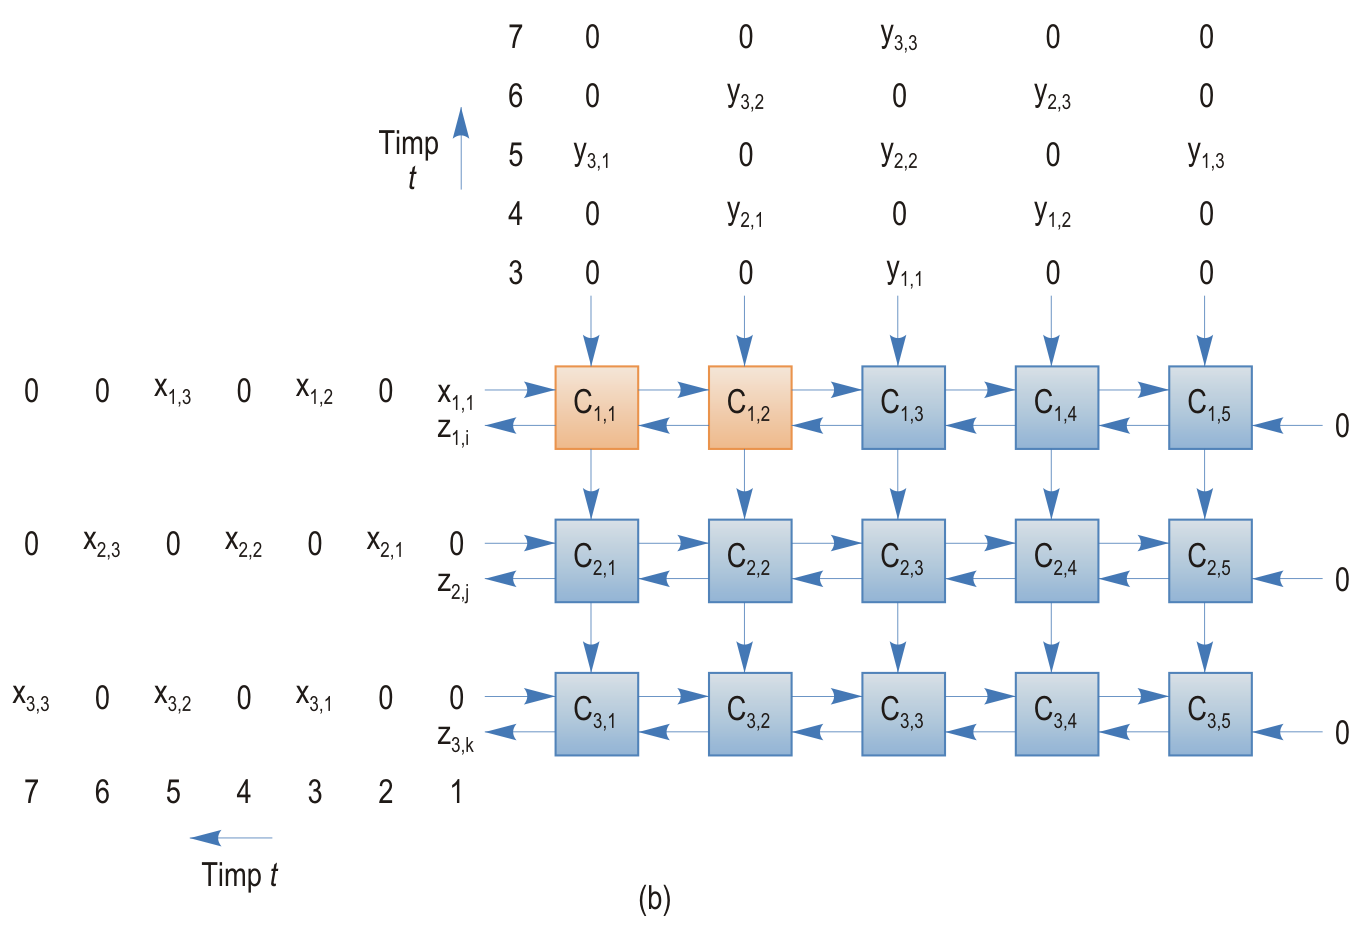 7 0 0 y3,3 0 0
6 0 y3,2 0 y2,3 0
Timp
t
5 y3,1 0 y2,2 0 y1,3
4 0 y2,1 0 y1,2 0
3 0 0 y1,1 0 0
0 0 x1,3 0 x1,2 0 x1,1 C1,1 C1,2 C1,3 C1,4 C1,5
z1,i 0
0 x2,3 0 x2,2 0 x2,1 0 C2,1 C2,2 C2,3 C2,4 C2,5
z2,j 0
x3,3 0 x3,2 0 x3,1 0 0 C3,1 C3,2 C3,3 C3,4 C3,5
z3,k 0
7 6 5 4 3 2 1
Timp t
(b)